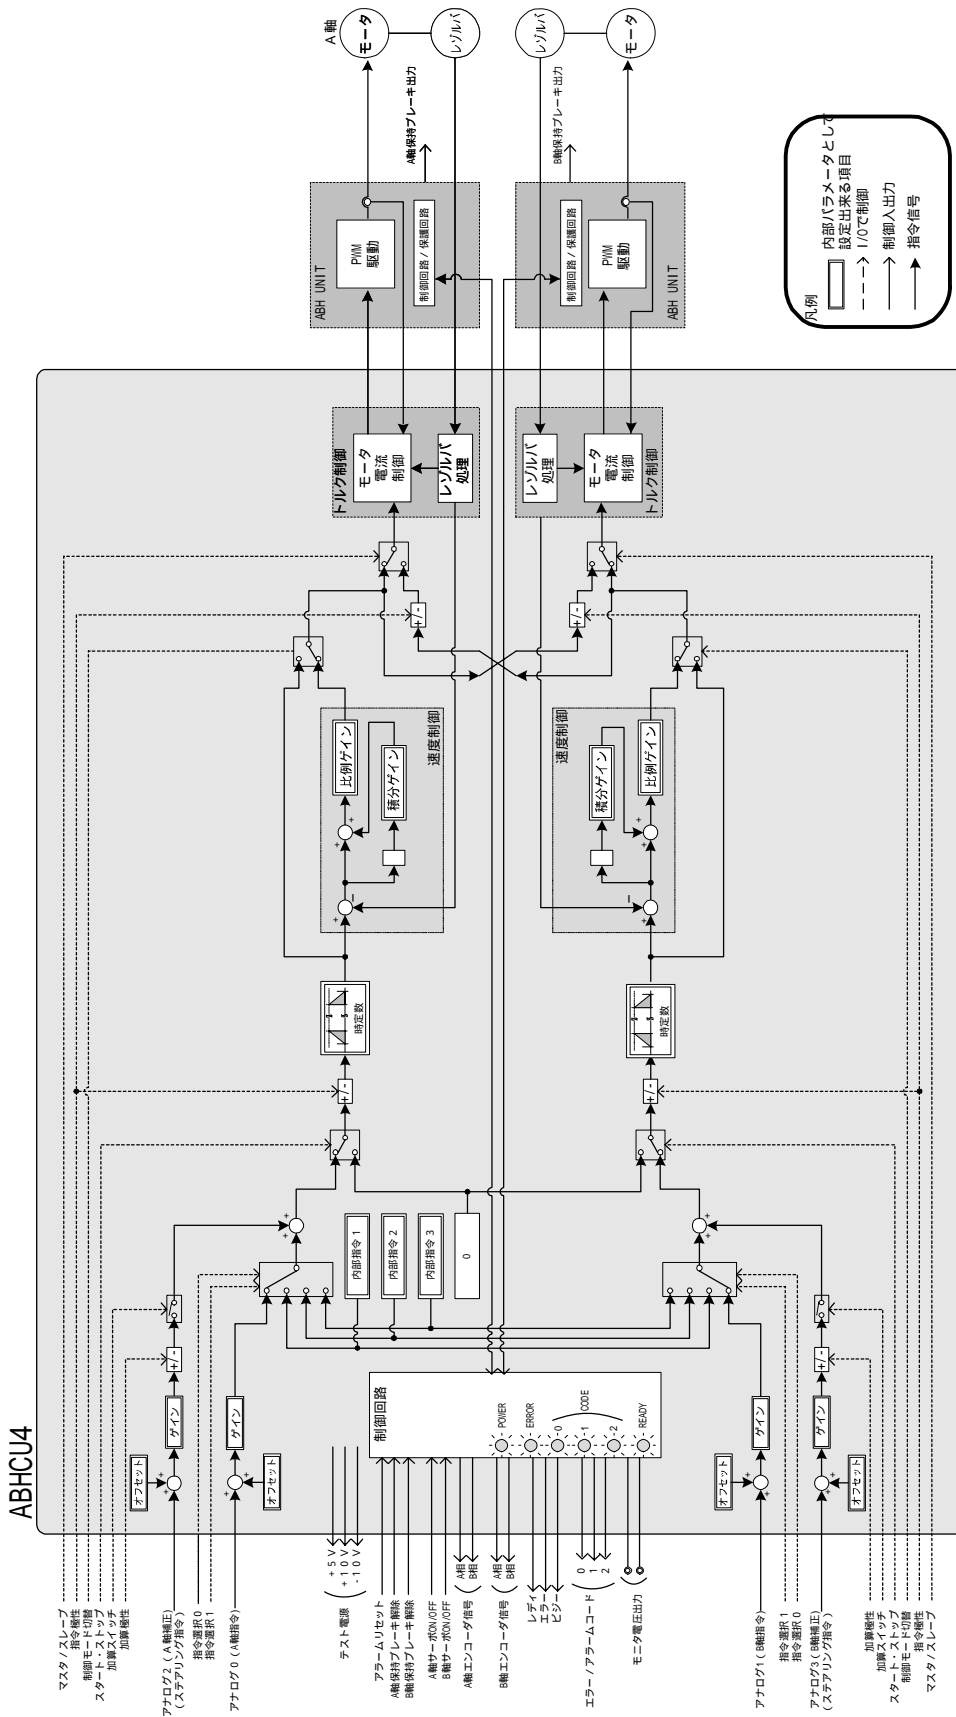 ABHCU4
マスタ/スレーブ
指令極性
制御モード切替
スタート・ストップ
加算スイッチ
加算極性
アナログ2(A軸補正)
(ステアリング指令)
指令選択0
指令選択1
アナログ0(A軸指令)
オフセット
ゲイン
+/-
オフセット
ゲイン
テスト電源
+5V
+10V
-10V
アラームリセット
A軸保持ブレーキ解除
B軸保持ブレーキ解除
A軸サーボON/OFF
B軸サーボON/OFF
A軸エンコーダ信号
A相
B相
B軸エンコーダ信号
A相
B相
レディ
エラー
ビジー
エラー/アラームコード
0
1
2
モニタ電圧出力
制御回路
POWER
ERROR
0
1
2
CODE
READY
内部指令1
内部指令2
内部指令3
0
+/-
時定数
速度制御
比例ゲイン
積分ゲイン
+/-
トルク制御
モータ
電流
制御
レゾルバ
処理
ABH UNIT
PWM
駆動
制御回路/保護回路
A軸保持ブレーキ出力
A軸
モータ
レゾルバ
アナログ1(B軸指令)
指令選択1
指令選択0
アナログ3(B軸補正)
(ステアリング指令)
加算極性
加算スイッチ
スタート・ストップ
制御モード切替
指令極性
マスタ/スレーブ
オフセット
ゲイン
オフセット
ゲイン
+/-
+/-
時定数
速度制御
積分ゲイン
比例ゲイン
+/-
レゾルバ
処理
モータ
電流
制御
トルク制御
制御回路/保護回路
PWM
駆動
ABH UNIT
B軸保持ブレーキ出力
レゾルバ
モータ
凡例
内部パラメータとして
設定出来る項目
I/Oで制御
制御入出力
指令信号